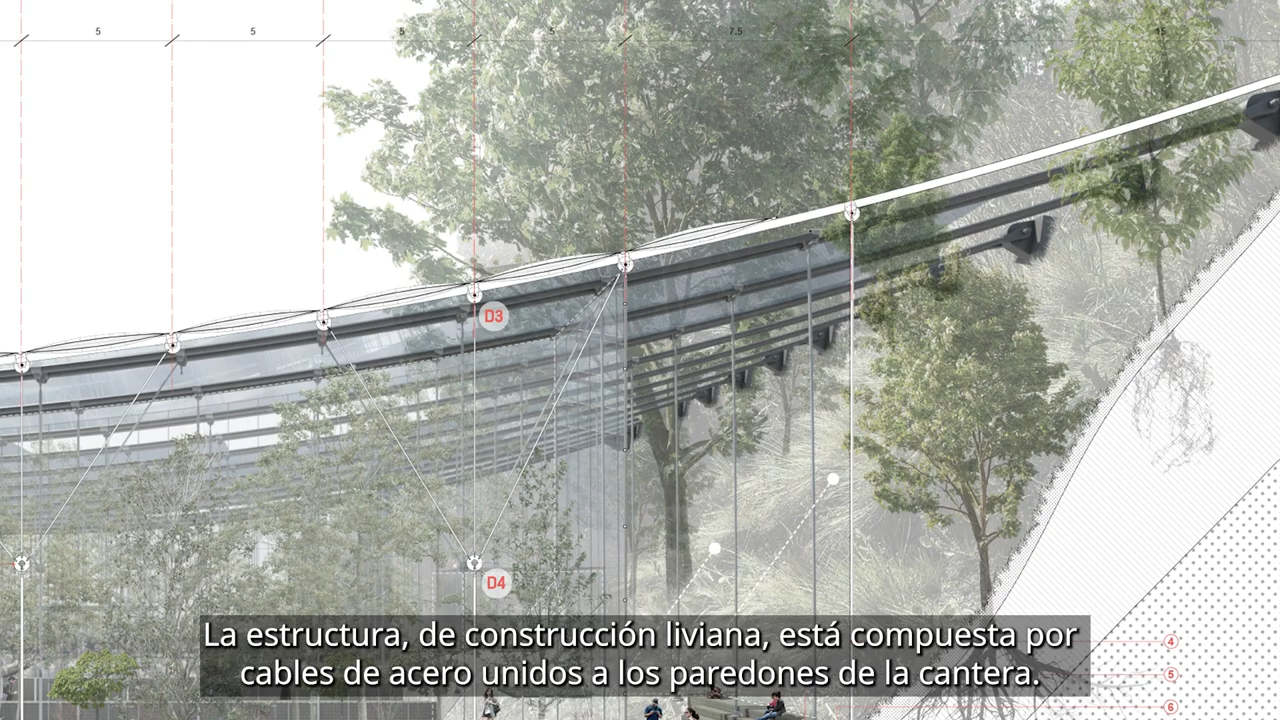 5 5 5 5 7.5 15
D3
D4
La estructura, de construcción liviana, está compuesta por
cables de acero unidos a los paredones de la cantera.
4
5
6